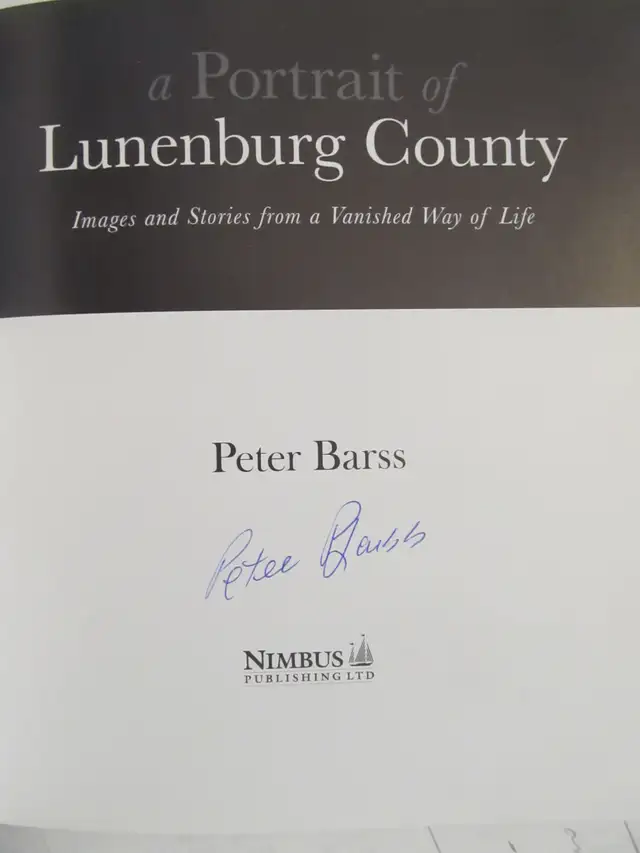 a Portrait of
Lunenburg County
Images and Stories from a Vanished Way of Life
Peter Barss
Peter Barss
NIMBUS
PUBLISHING LTD
3